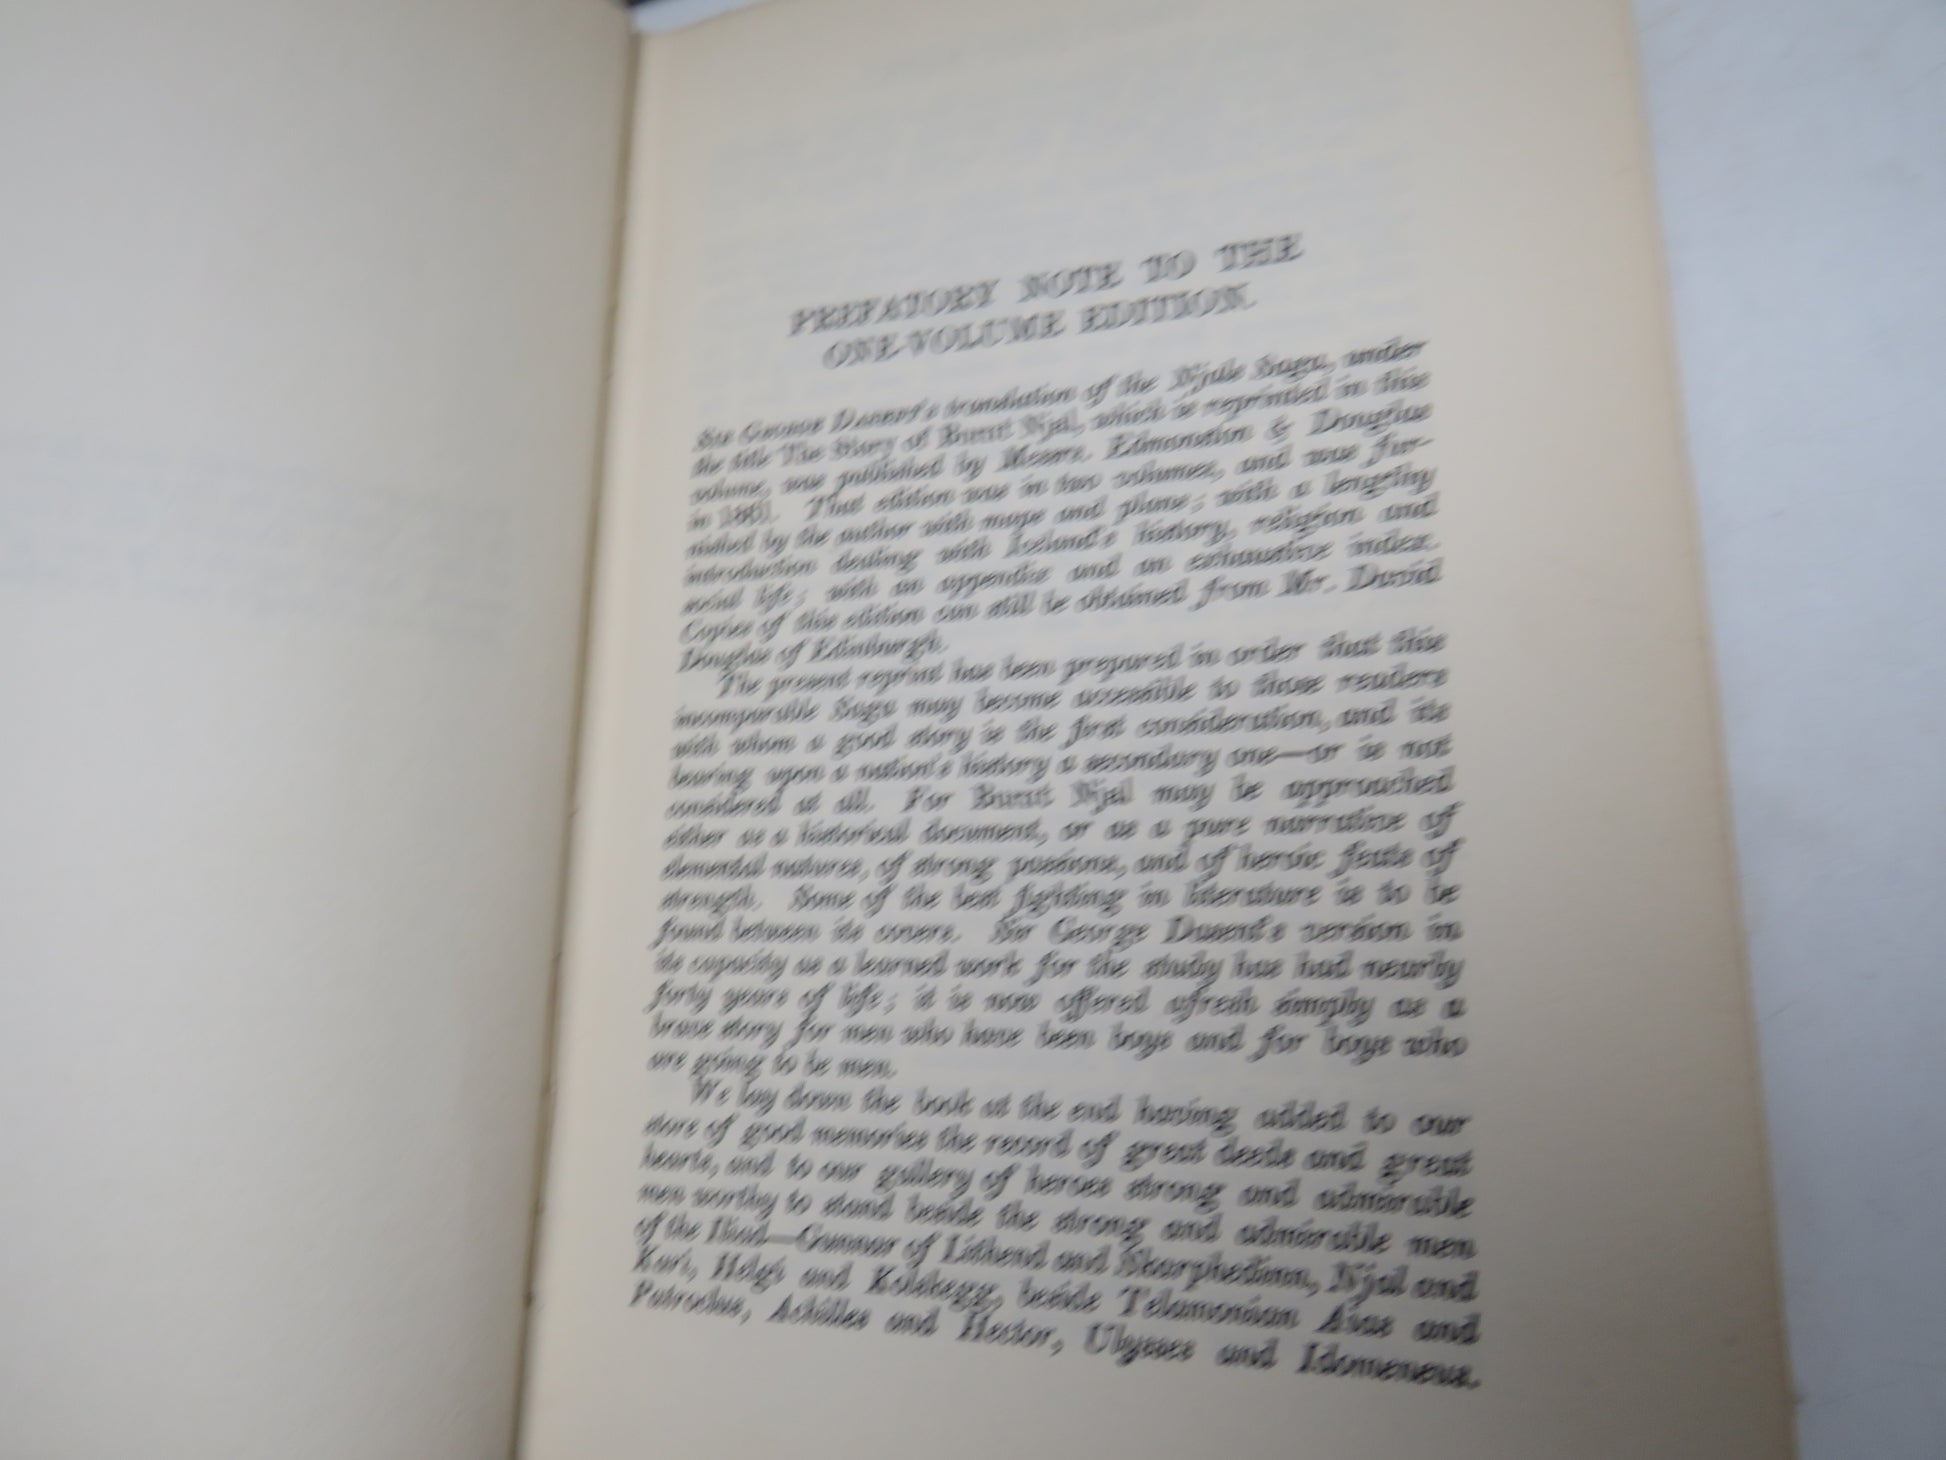 PREFATORY NOTE TO THE
ONE-VOLUME EDITION.
Sir George Dasent's translation of the Njals Saga, under
the title The Story of Burnt Njal, which is reprinted in this
volume, was published by Messrs. Edmonston & Douglas
in 1861. That edition was in two volumes, and was fur-
nished by the author with maps and plans; with a lengthy
introduction dealing with Iceland's history, religion and
social life; with an appendix and an exhaustive index.
Copies of this edition can still be obtained from Mr. David
Douglas of Edinburgh.
The present reprint has been prepared in order that this
incomparable Saga may become accessible to those readers
with whom a good story is the first consideration, and its
bearing upon a nation's history a secondary one—or is not
considered at all. For Burnt Njal may be approached
either as a historical document, or as a pure narrative of
elemental natures, of strong passions, and of heroic feats of
strength. Some of the best fighting in literature is to be
found between its covers. Sir George Dasent's version in
its capacity as a learned work for the study has had nearly
forty years of life; it is now offered afresh simply as a
brave story for men who have been boys and for boys who
are going to be men.
We lay down the book at the end having added to our
store of good memories the record of great deeds and great
hearts, and to our gallery of heroes strong and admirable
men worthy to stand beside the strong and admirable men
of the Iliad—Gunnar of Lithend and Skarphedinn, Njal and
Kari, Helgi and Kolskegg, beside Telamonian Aias and
Patroclus, Achilles and Hector, Ulysses and Idomeneus.